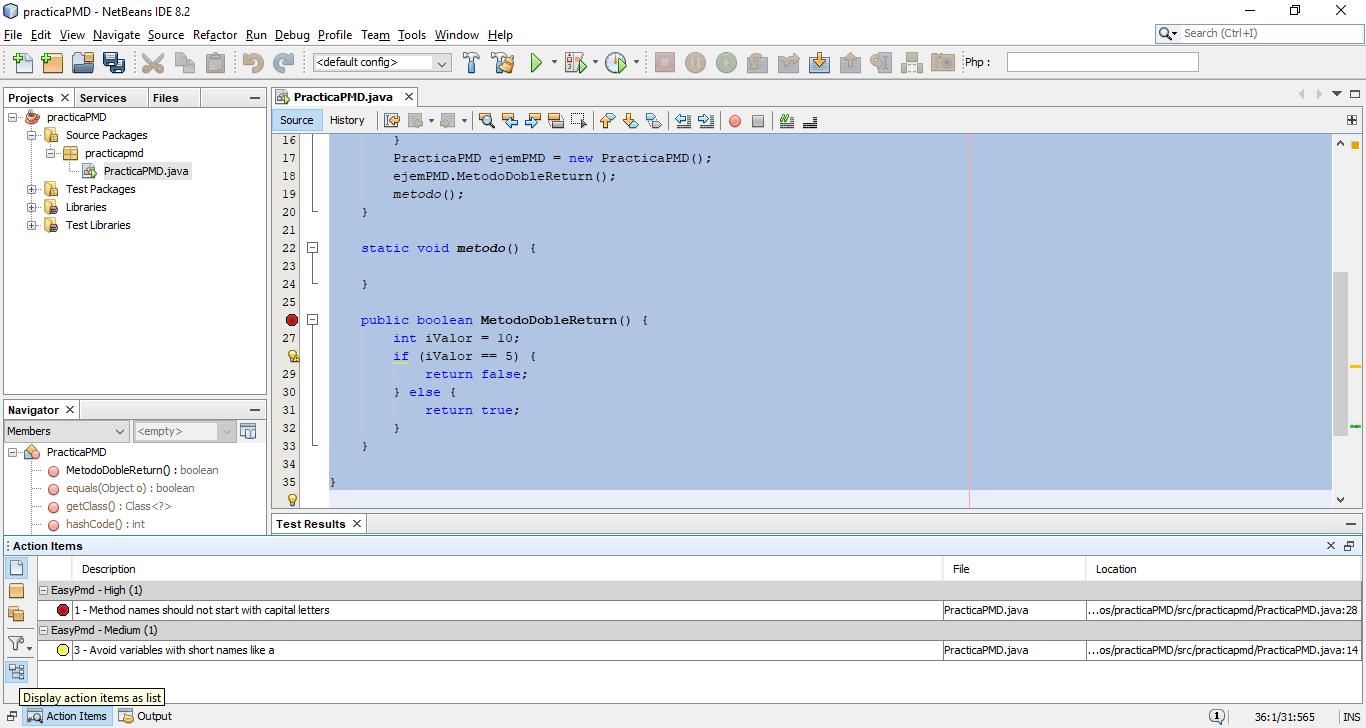 practicaPMD - NetBeans IDE 8.2
File Edit View Navigate Source Refactor Run Debug Profile Team Tools Window Help
Search (Ctrl+I)
<default config>
Php :
Projects
Services
Files
practicaPMD
Source Packages
practicapmd
PracticaPMD.java
Test Packages
Libraries
Test Libraries
Navigator
Members
<empty>
PracticaPMD
MetodoDobleReturn() : boolean
equals(Object o) : boolean
getClass() : Class<?>
hashCode() : int
PracticaPMD.java
Source History
16 }
17 PracticaPMD ejemPMD = new PracticaPMD();
18 ejemPMD.MetodoDobleReturn();
19 metodo();
20 }
21
22 static void metodo() {
23
24 }
25
public boolean MetodoDobleReturn() {
27 int iValor = 10;
if (iValor == 5) {
29 return false;
30 } else {
31 return true;
32 }
33 }
34
35 }
Test Results
Action Items
Description File Location
EasyPmd - High (1)
1 - Method names should not start with capital letters PracticaPMD.java ...os/practicaPMD/src/practicapmd/PracticaPMD.java:28
EasyPmd - Medium (1)
3 - Avoid variables with short names like a PracticaPMD.java ...os/practicaPMD/src/practicapmd/PracticaPMD.java:14
Display action items as list
Action Items Output
1 36:1/31:565 INS